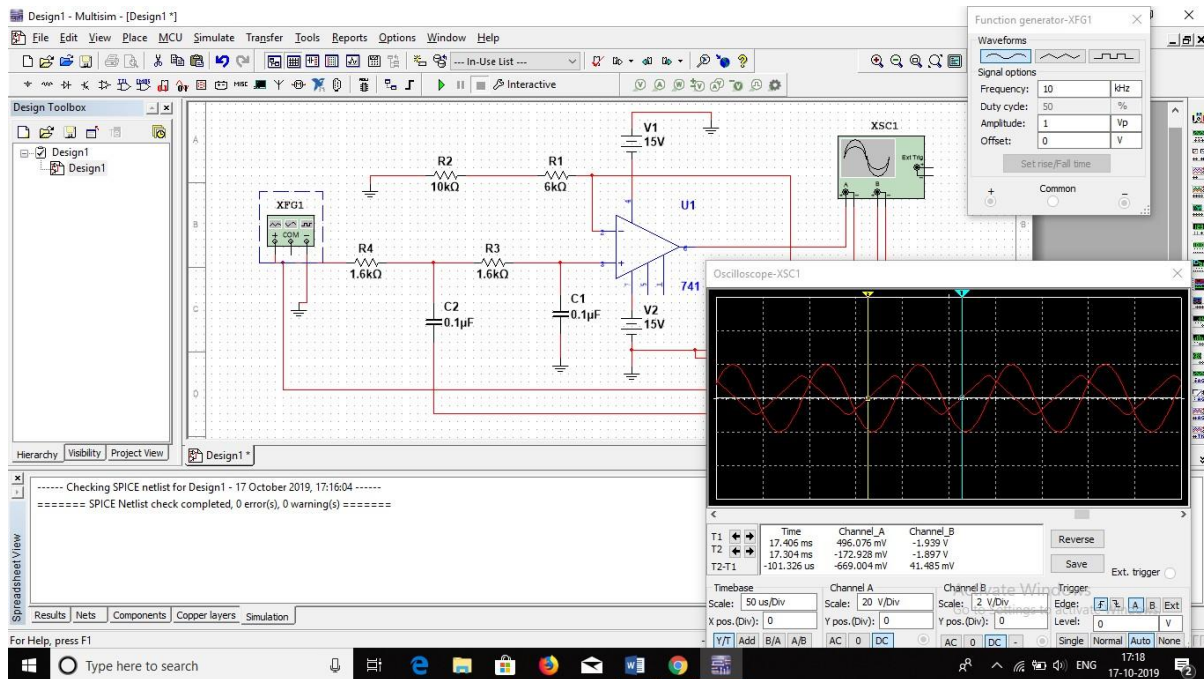 Design1 - Multisim - [Design1 *]
File Edit View Place MCU Simulate Transfer Tools Reports Options Window Help
--- In-Use List ---
Interactive
Design Toolbox
Design1
Design1
Hierarchy Visibility Project View
Design1 *
A
B
C
D
B
V1
15V
R2
10kΩ
R1
6kΩ
XSC1
Ext Trig
A B
XFG1
COM
U1
741
R4
1.6kΩ
R3
1.6kΩ
C2
0.1µF
C1
0.1µF
V2
15V
Function generator-XFG1
Waveforms
Signal options
Frequency: 10 kHz
Duty cycle: 50 %
Amplitude: 1 Vp
Offset: 0 V
Set rise/Fall time
+ Common -
Oscilloscope-XSC1
Time Channel_A Channel_B
T1 17.406 ms 496.076 mV -1.939 V
T2 17.304 ms -172.928 mV -1.897 V
T2-T1 -101.326 us -669.004 mV 41.485 mV
Reverse
Save
Ext. trigger
Timebase
Scale: 50 us/Div
X pos.(Div): 0
Y/T Add B/A A/B
Channel A
Scale: 20 V/Div
Y pos.(Div): 0
AC 0 DC
Channel B
Scale: 2 V/Div
Y pos.(Div): 0
AC 0 DC -
Trigger
Edge: A B Ext
Level: 0 V
Single Normal Auto None
Activate Windows
Go to Settings to activate Windows.
------ Checking SPICE netlist for Design1 - 17 October 2019, 17:16:04 ------
======= SPICE Netlist check completed, 0 error(s), 0 warning(s) =======
Spreadsheet View
Results Nets Components Copper layers Simulation
For Help, press F1
Type here to search
ENG
17:18
17-10-2019
2